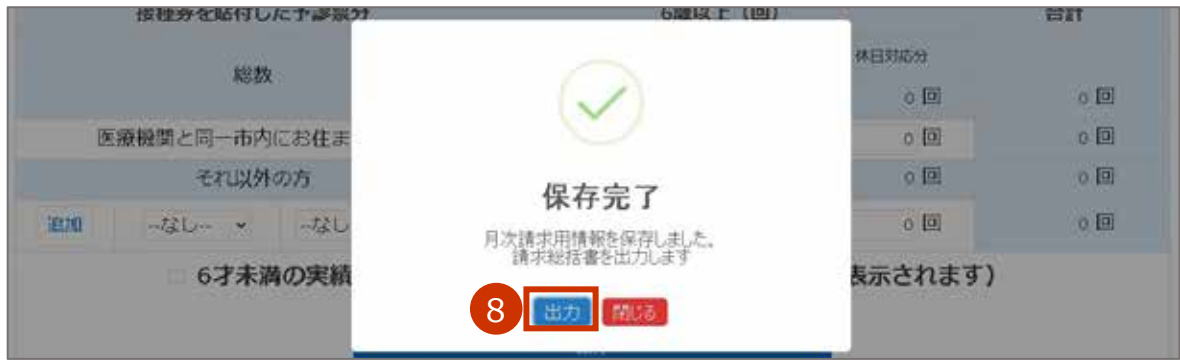 接種券を貼付した予診票分 6歳以上（回） 合計
休日対応分
総数
0 回 0 回
医療機関と同一市内にお住ま 0 回 0 回
それ以外の方 0 回 0 回
追加 --なし-- --なし 0 回 0 回
6才未満の実績 表示されます）
保存完了
月次請求用情報を保存しました。
請求総括書を出力します
8 出力 閉じる